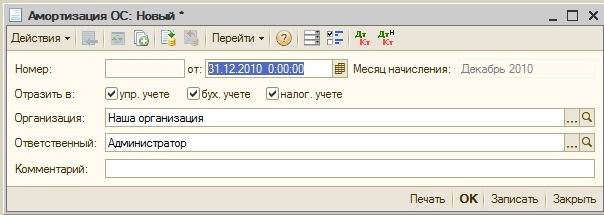 Амортизация ОС: Новый *
Действия Перейти ? Дт Кт Дт Н Кт
Номер: от: 31.12.2010 0:00:00 Месяц начисления: Декабрь 2010
Отразить в: упр. учете бух. учете налог. учете
Организация: Наша организация ...
Ответственный: Администратор ...
Комментарий:
Печать OK Записать Закрыть